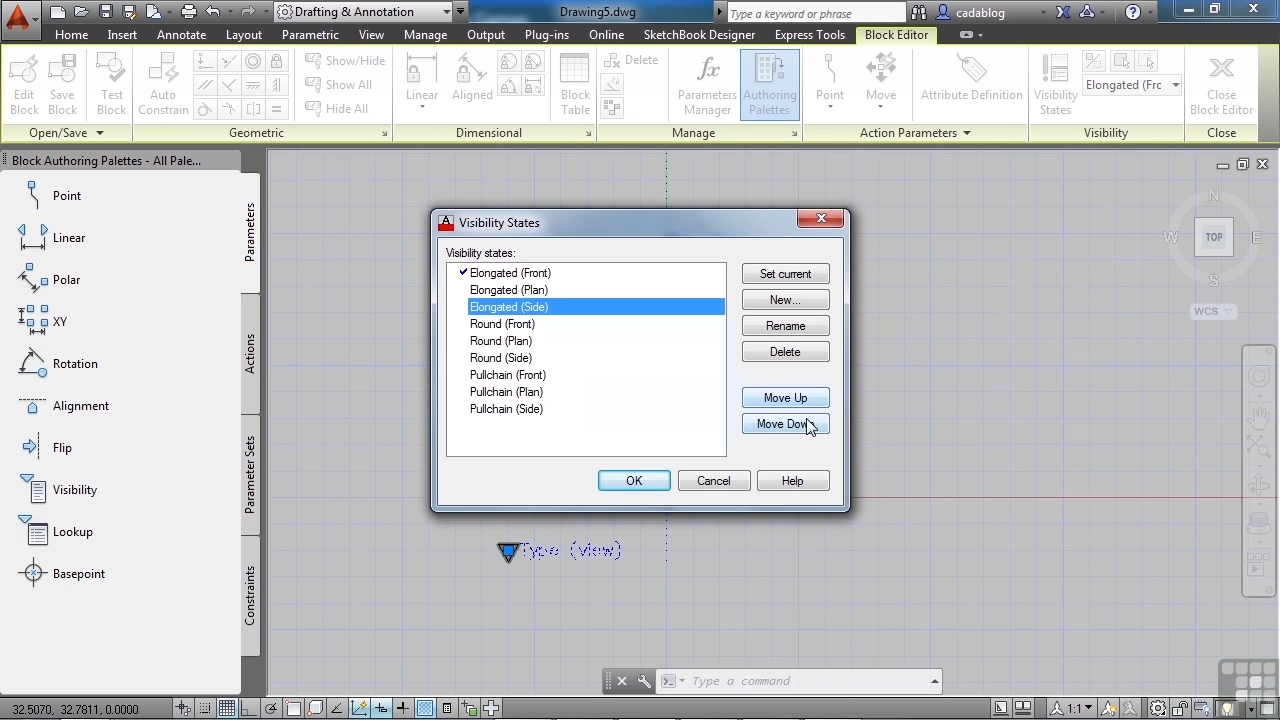 Drafting & Annotation
Drawing5.dwg
Type a keyword or phrase
cadablog
Home Insert Annotate Layout Parametric View Manage Output Plug-ins Online SketchBook Designer Express Tools Block Editor
Edit Block
Save Block
Test Block
Auto Constrain
Show/Hide
Show All
Hide All
Linear
Aligned
Block Table
Delete
Parameters Manager
Authoring Palettes
Point
Move
Attribute Definition
Visibility States
Elongated (Frc
Close Block Editor
Open/Save
Geometric
Dimensional
Manage
Action Parameters
Visibility
Close
Block Authoring Palettes - All Pale...
Point
Linear
Polar
XY
Rotation
Alignment
Flip
Visibility
Lookup
Basepoint
Parameters
Actions
Parameter Sets
Constraints
Visibility States
Visibility states:
Elongated (Front)
Elongated (Plan)
Elongated (Side)
Round (Front)
Round (Plan)
Round (Side)
Pullchain (Front)
Pullchain (Plan)
Pullchain (Side)
Set current
New...
Rename
Delete
Move Up
Move Down
OK
Cancel
Help
N
W
TOP
E
S
WCS
Type (view)
Type a command
32.5070, 32.7811, 0.0000
1:1